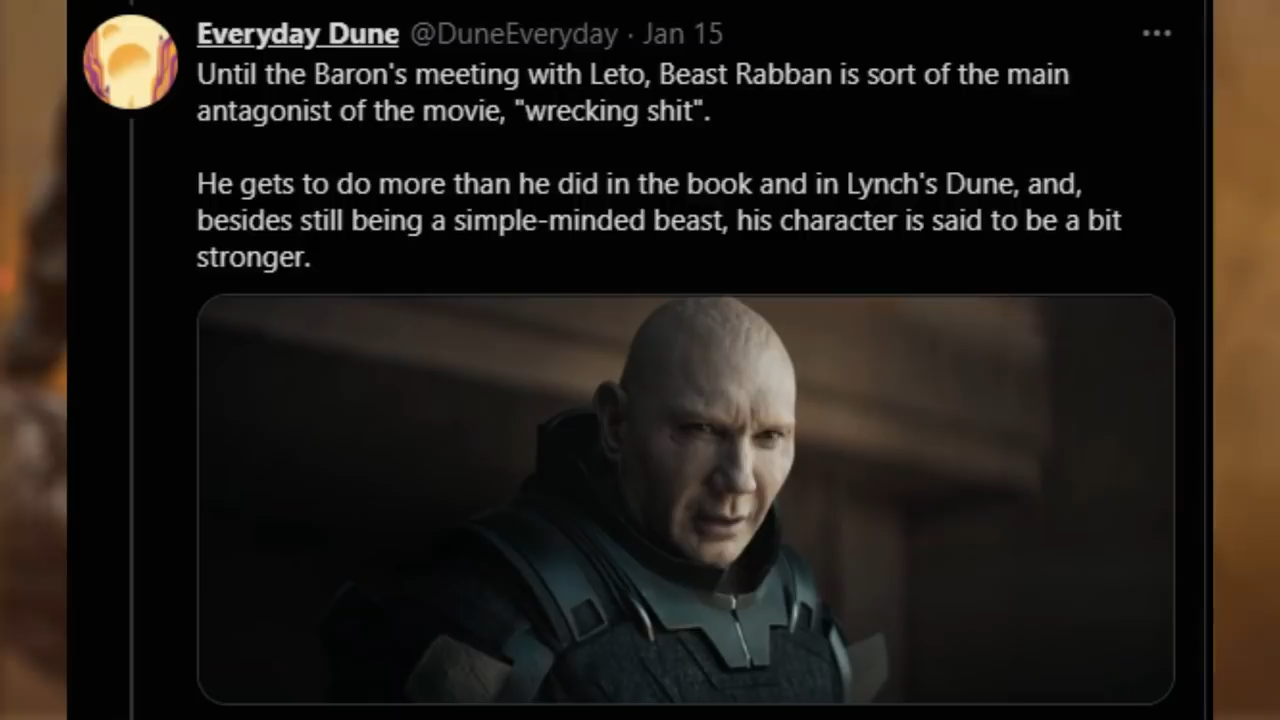 Everyday Dune @DuneEveryday · Jan 15
Until the Baron's meeting with Leto, Beast Rabban is sort of the main
antagonist of the movie, "wrecking shit".
He gets to do more than he did in the book and in Lynch's Dune, and,
besides still being a simple-minded beast, his character is said to be a bit
stronger.